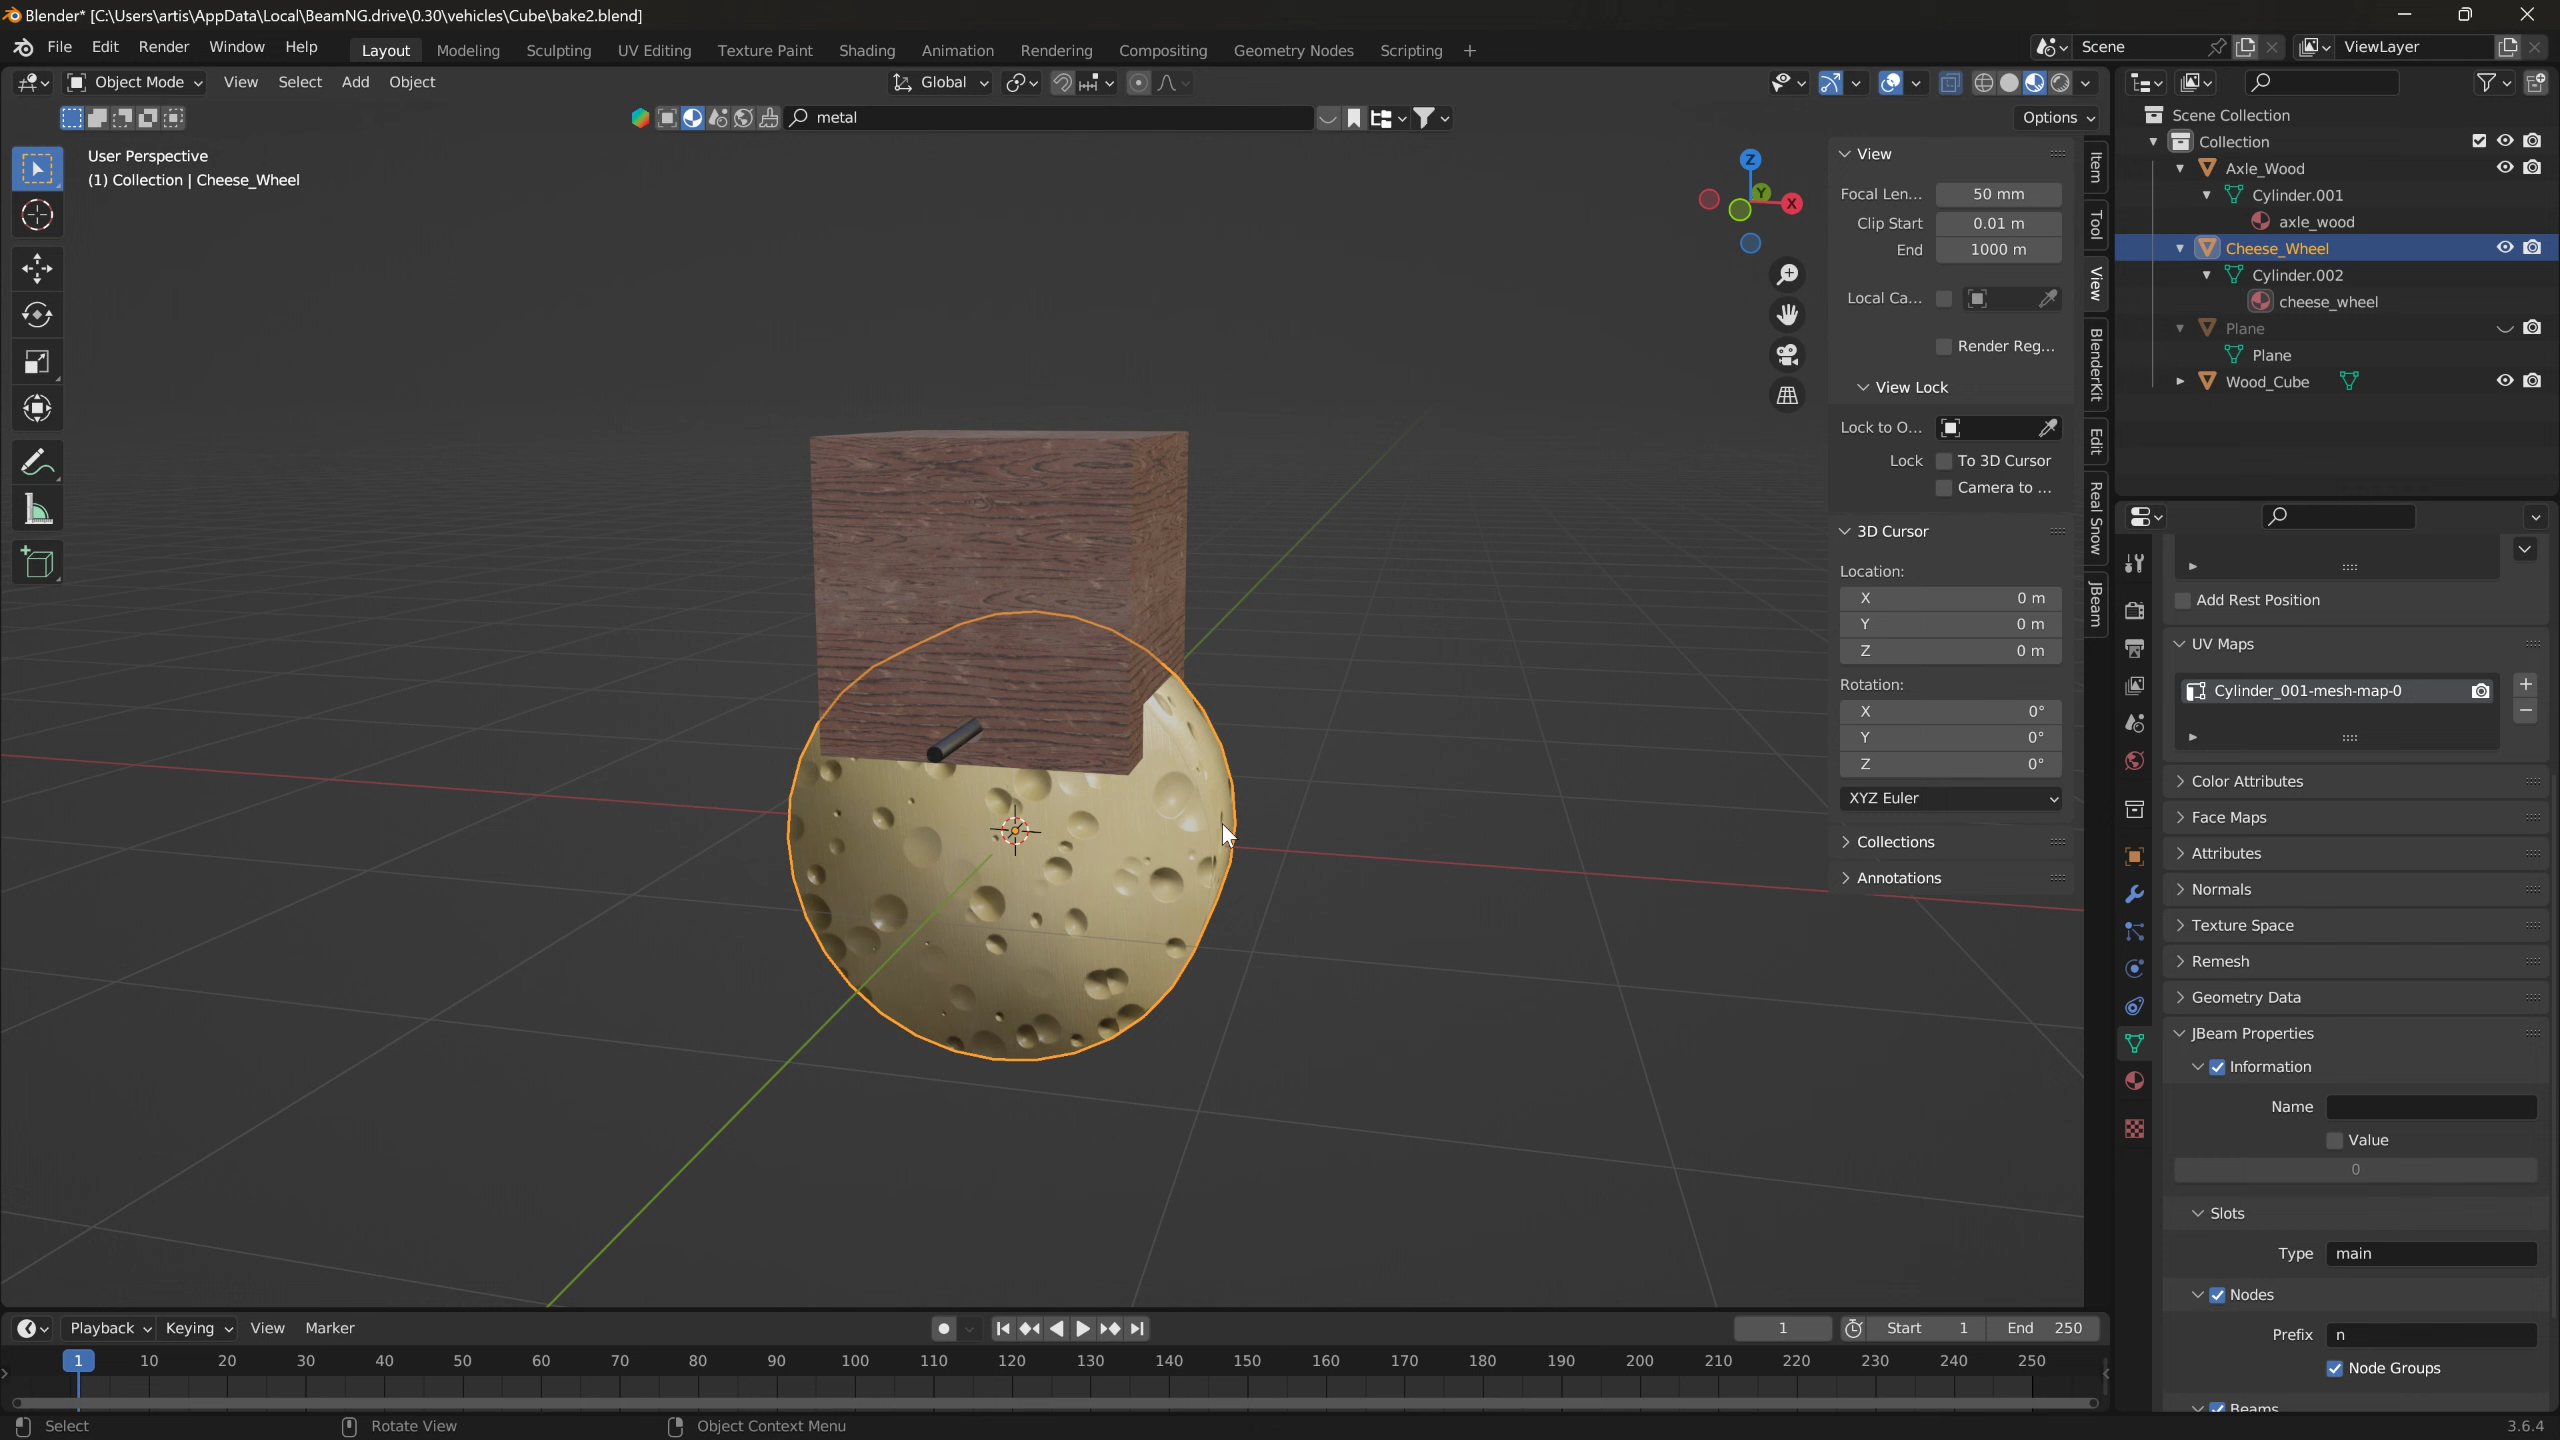 Blender* [C:\Users\artis\AppData\Local\BeamNG.drive\0.30\vehicles\Cube\bake2.blend]
File Edit Render Window Help Layout Modeling Sculpting UV Editing Texture Paint Shading Animation Rendering Compositing Geometry Nodes Scripting + Scene ViewLayer
Object Mode View Select Add Object Global
metal Options
User Perspective
(1) Collection | Cheese_Wheel
Z
Y
X
View
Focal Len... 50 mm
Clip Start 0.01 m
End 1000 m
Local Ca...
Render Reg...
View Lock
Lock to O...
Lock To 3D Cursor
Camera to ...
3D Cursor
Location:
X 0 m
Y 0 m
Z 0 m
Rotation:
X 0°
Y 0°
Z 0°
XYZ Euler
Collections
Annotations
Item
Tool
View
BlenderKit
Edit
Real Snow
JBeam
Scene Collection
Collection
Axle_Wood
Cylinder.001
axle_wood
Cheese_Wheel
Cylinder.002
cheese_wheel
Plane
Plane
Wood_Cube
Add Rest Position
UV Maps
Cylinder_001-mesh-map-0
Color Attributes
Face Maps
Attributes
Normals
Texture Space
Remesh
Geometry Data
JBeam Properties
Information
Name
Value
0
Slots
Type main
Nodes
Prefix n
Node Groups
Beams
Playback Keying View Marker 1 Start 1 End 250
1 10 20 30 40 50 60 70 80 90 100 110 120 130 140 150 160 170 180 190 200 210 220 230 240 250
Select Rotate View Object Context Menu 3.6.4